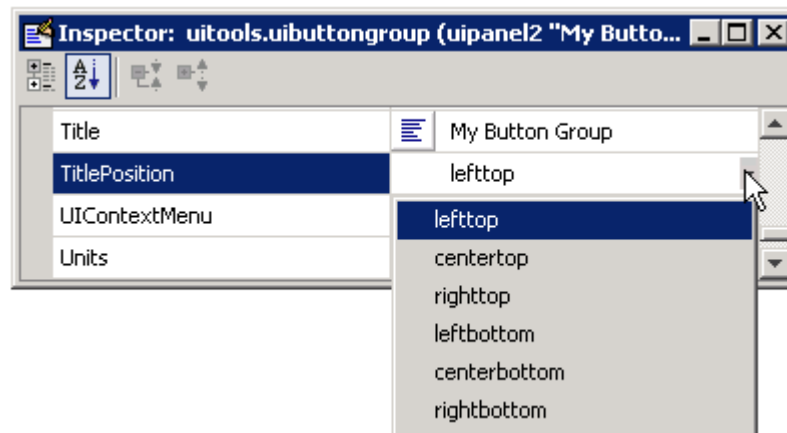 Inspector: uitools.uibuttongroup (uipanel2 "My Butto...
A
Z
Title My Button Group
TitlePosition lefttop
UIContextMenu
Units
lefttop
centertop
righttop
leftbottom
centerbottom
rightbottom